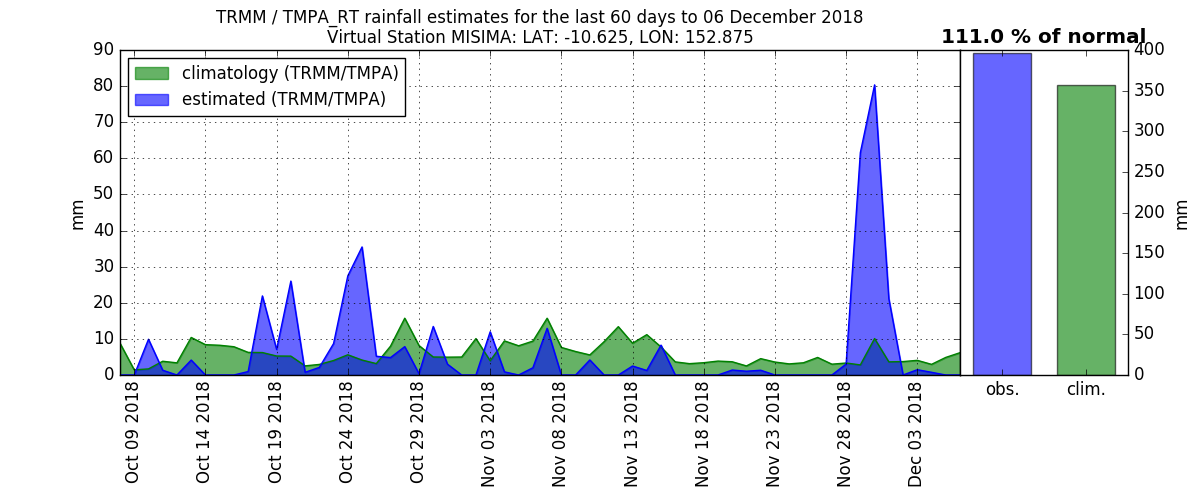 TRMM / TMPA_RT rainfall estimates for the last 60 days to 06 December 2018
Virtual Station MISIMA: LAT: -10.625, LON: 152.875
111.0 % of normal
climatology (TRMM/TMPA)
estimated (TRMM/TMPA)
mm
90
80
70
60
50
40
30
20
10
0
Oct 09 2018
Oct 14 2018
Oct 19 2018
Oct 24 2018
Oct 29 2018
Nov 03 2018
Nov 08 2018
Nov 13 2018
Nov 18 2018
Nov 23 2018
Nov 28 2018
Dec 03 2018
obs.
clim.
400
350
300
250
200
150
100
50
0
mm